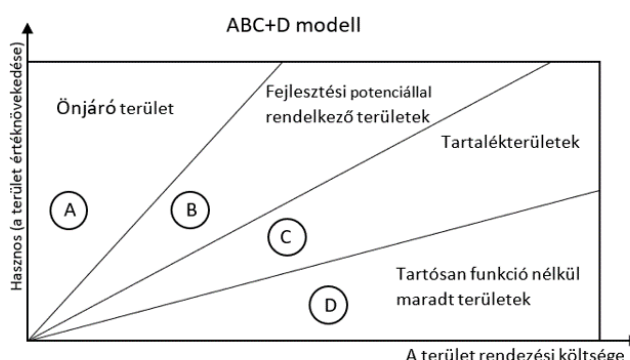 ABC+D modell
Hasznos (a terület értéknövekedése)
Önjáró terület
Fejlesztési potenciállal
rendelkező területek
Tartalékterületek
A
B
C
D
Tartósan funkció nélkül
maradt területek
A terület rendezési költsége